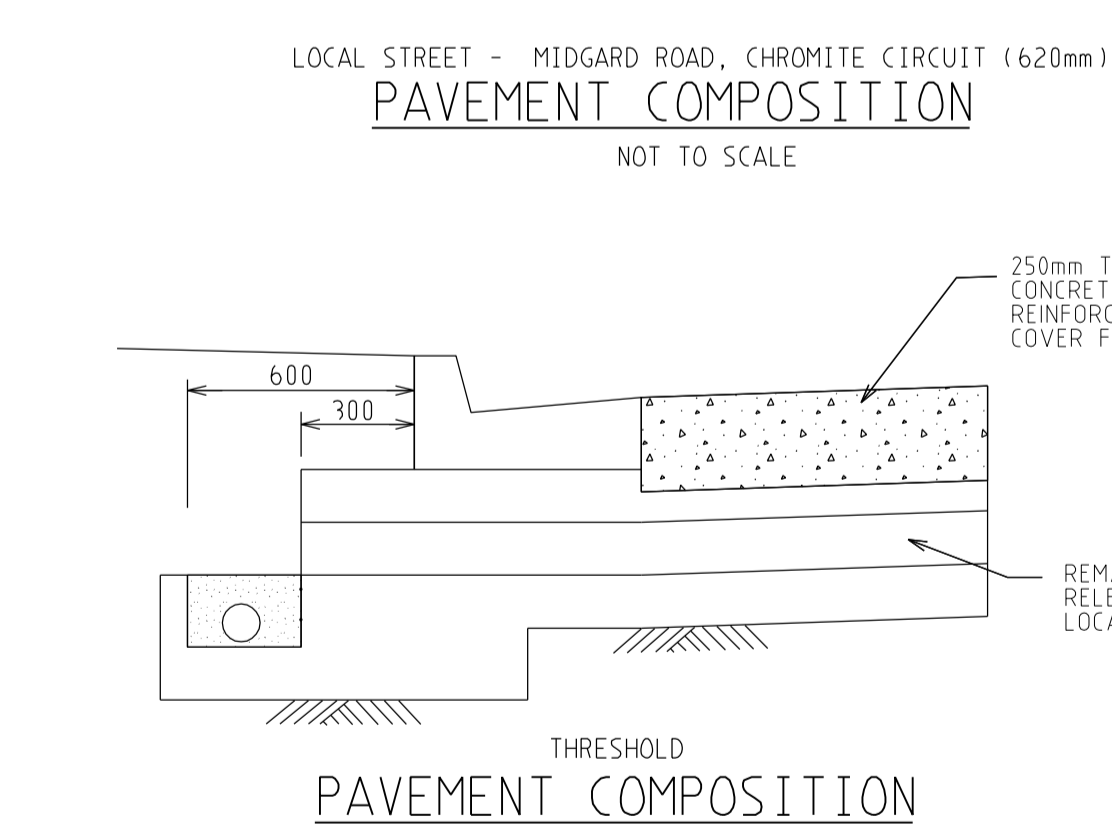 LOCAL STREET - MIDGARD ROAD, CHROMITE CIRCUIT (620mm)
PAVEMENT COMPOSITION
NOT TO SCALE
250mm T
CONCRET
REINFORC
COVER F
600
300
REM
RELE
LOCA
THRESHOLD
PAVEMENT COMPOSITION